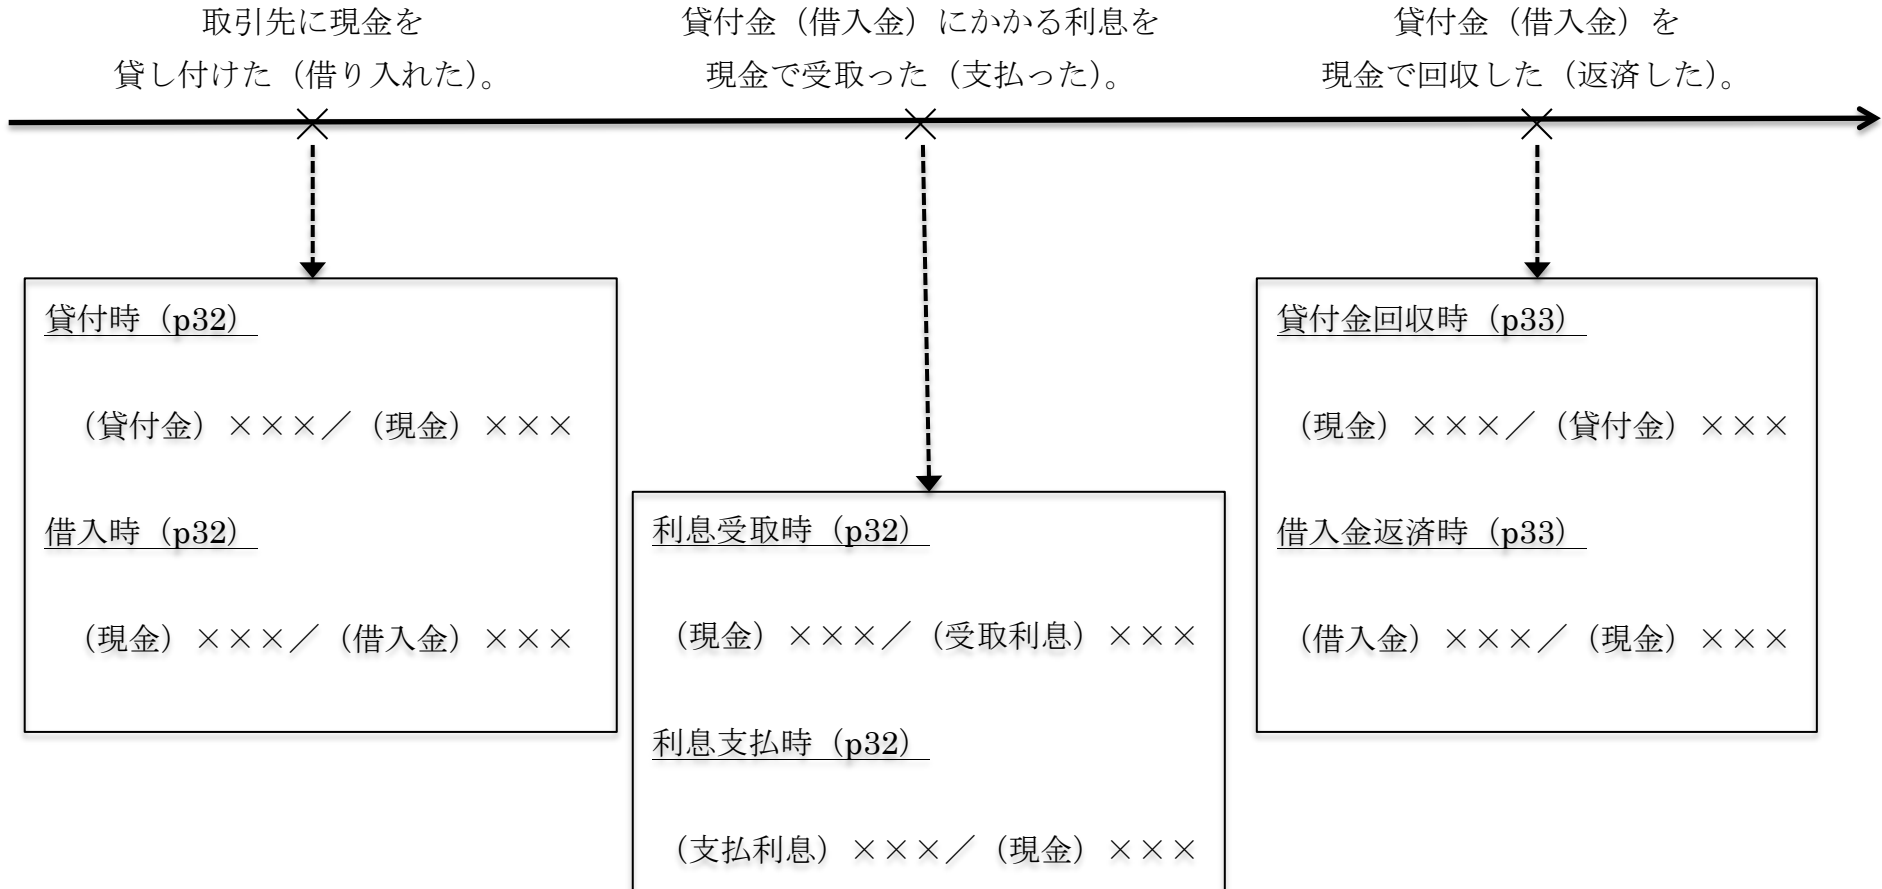 取引先に現金を
貸し付けた（借り入れた）。
貸付金（借入金）にかかる利息を
現金で受取った（支払った）。
貸付金（借入金）を
現金で回収した（返済した）。
貸付時（p32）
（貸付金）×××／（現金）×××
借入時（p32）
（現金）×××／（借入金）×××
利息受取時（p32）
（現金）×××／（受取利息）×××
利息支払時（p32）
（支払利息）×××／（現金）×××
貸付金回収時（p33）
（現金）×××／（貸付金）×××
借入金返済時（p33）
（借入金）×××／（現金）×××